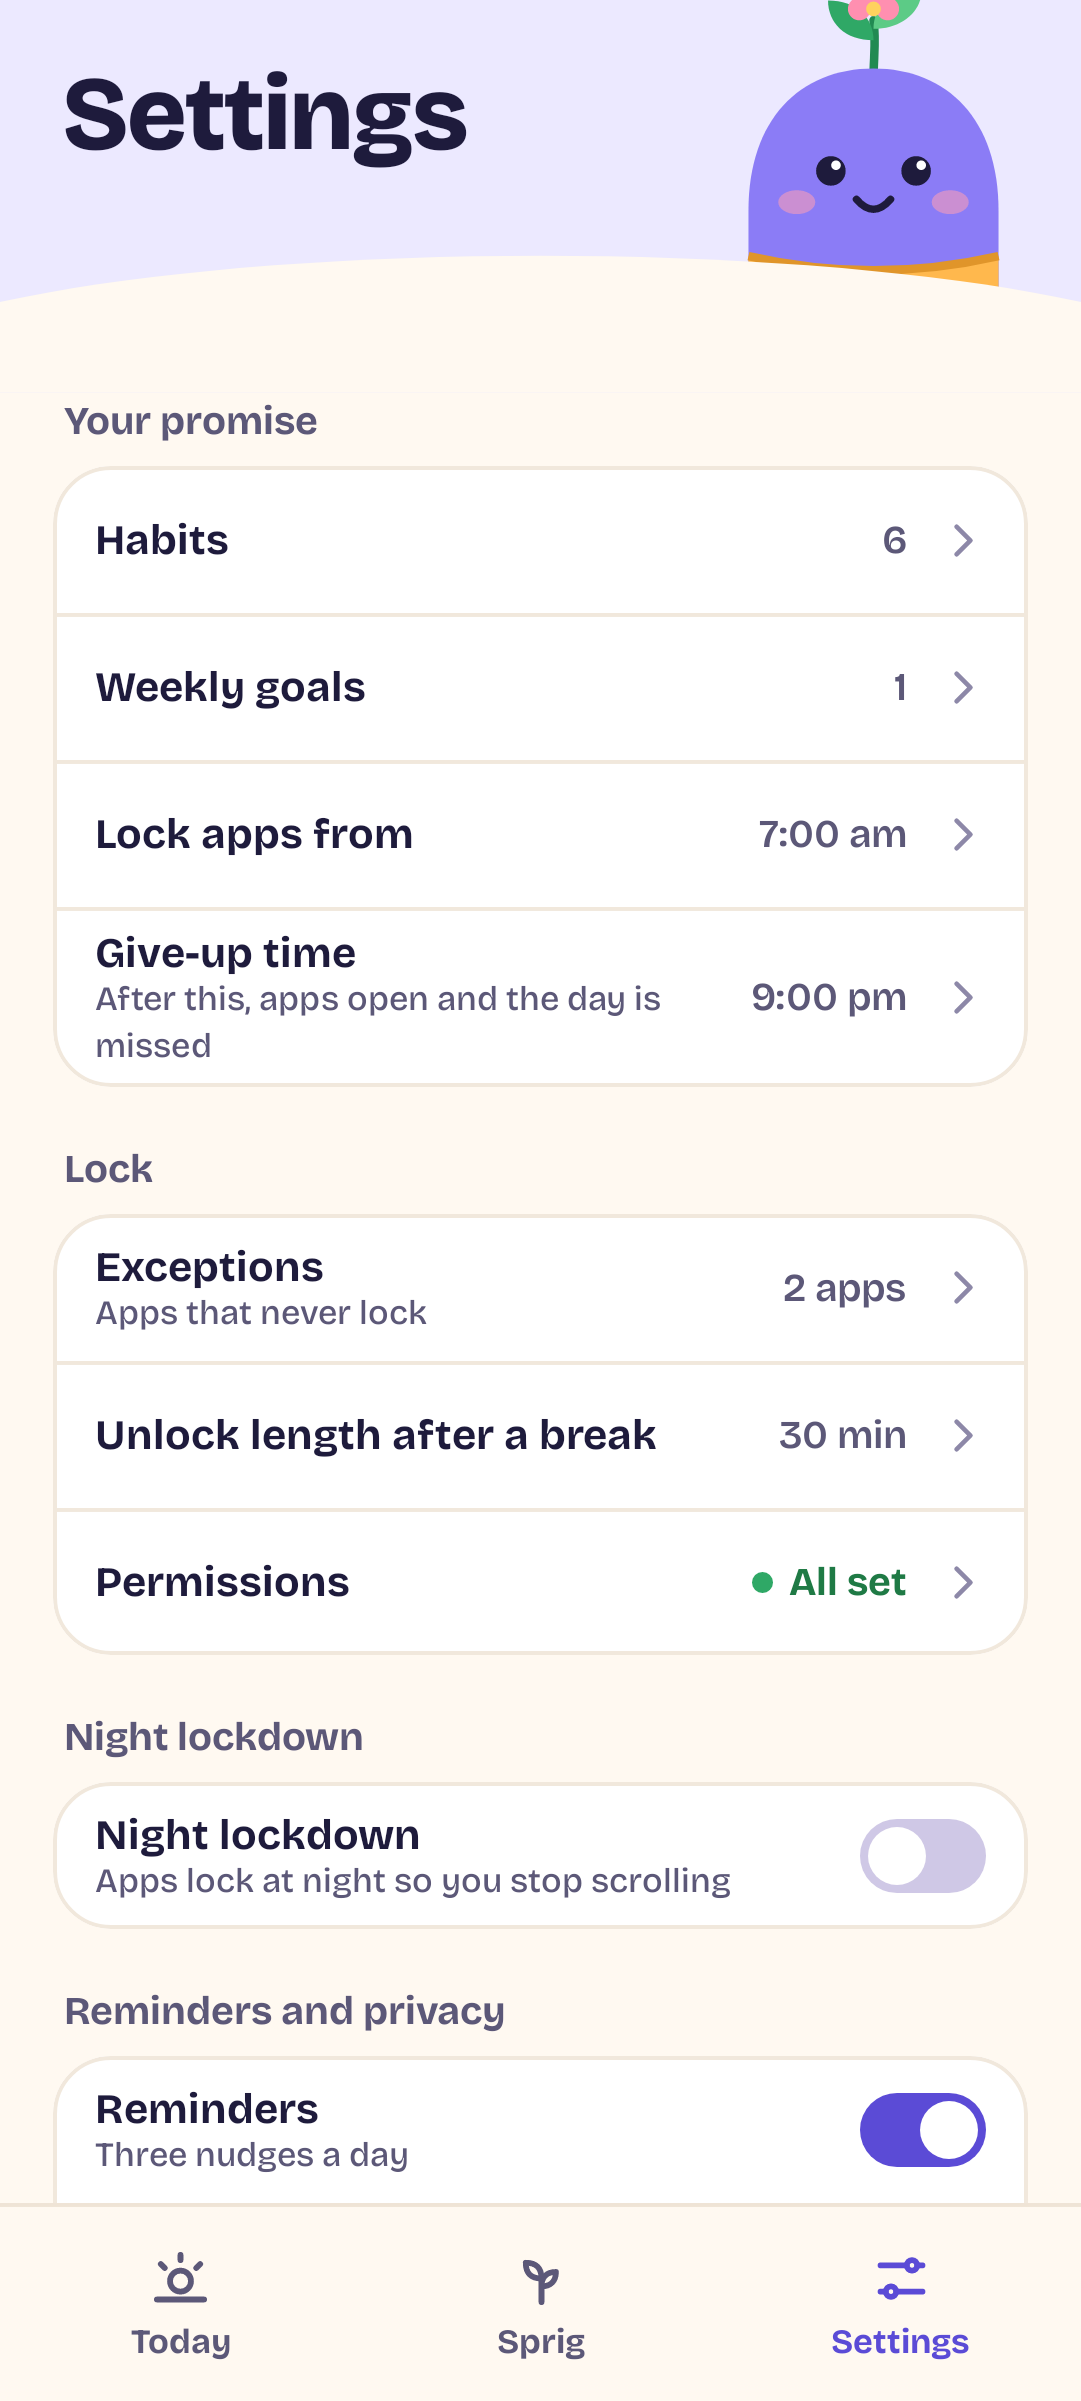 Settings
Your promise
Habits
6
Weekly goals
1
Lock apps from
7:00 am
Give-up time
After this, apps open and the day is
missed
9:00 pm
Lock
Exceptions
Apps that never lock
2 apps
Unlock length after a break
30 min
Permissions
All set
Night lockdown
Night lockdown
Apps lock at night so you stop scrolling
Reminders and privacy
Reminders
Three nudges a day
Today
Sprig
Settings